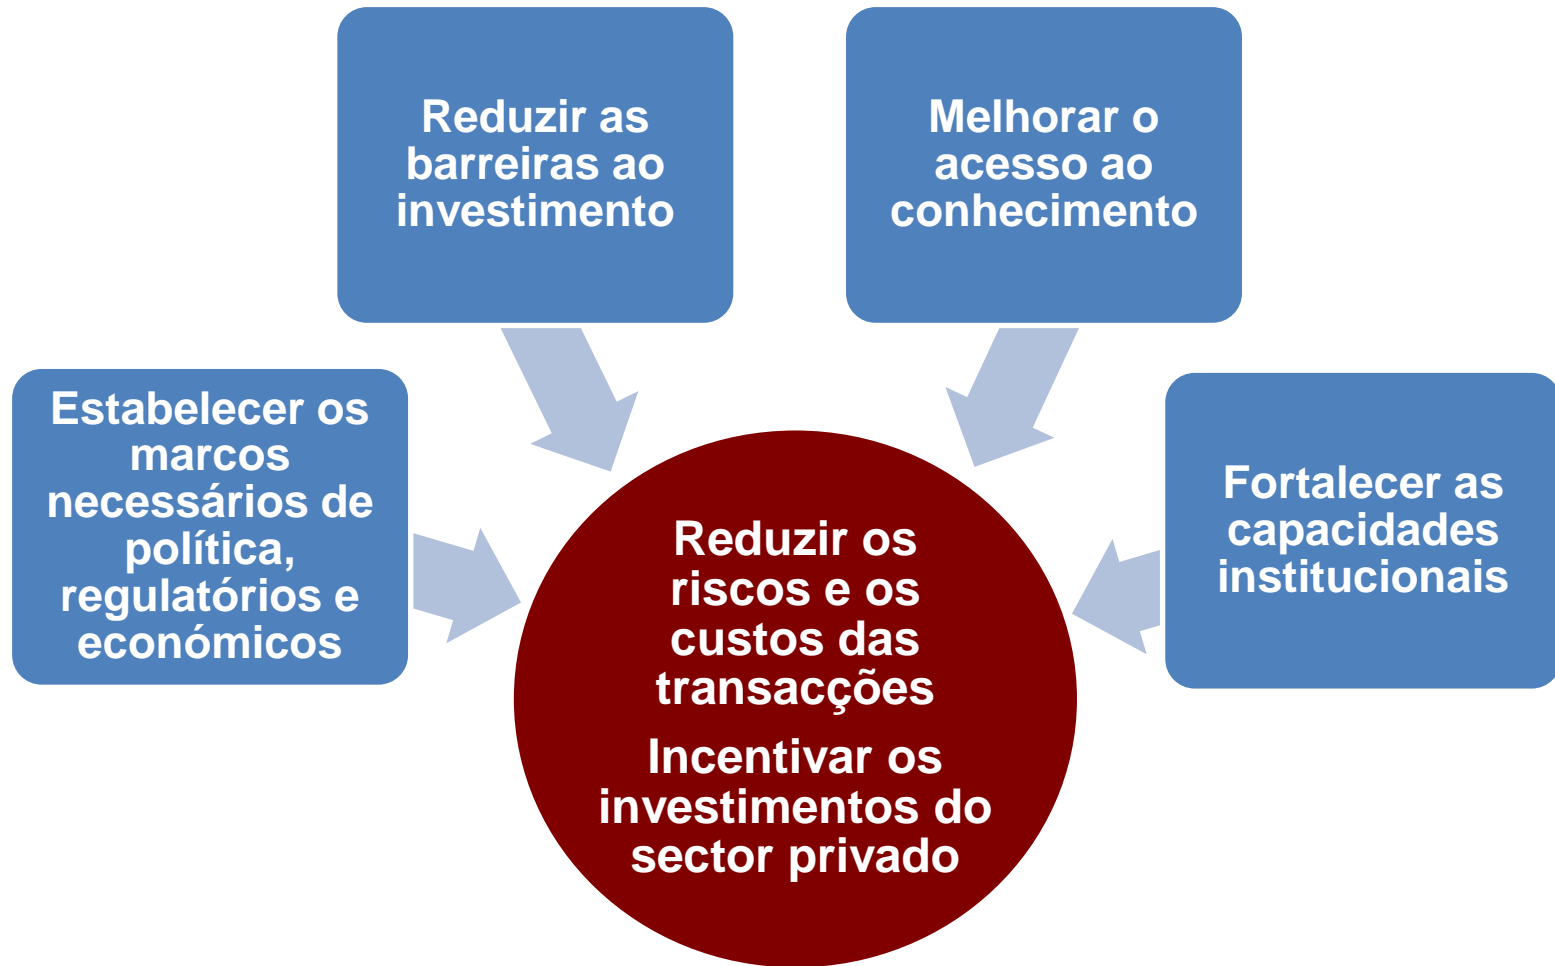 Reduzir as
barreiras ao
investimento
Melhorar o
acesso ao
conhecimento
Estabelecer os
marcos
necessários de
política,
regulatórios e
económicos
Fortalecer as
capacidades
institucionais
Reduzir os
riscos e os
custos das
transacções
Incentivar os
investimentos do
sector privado